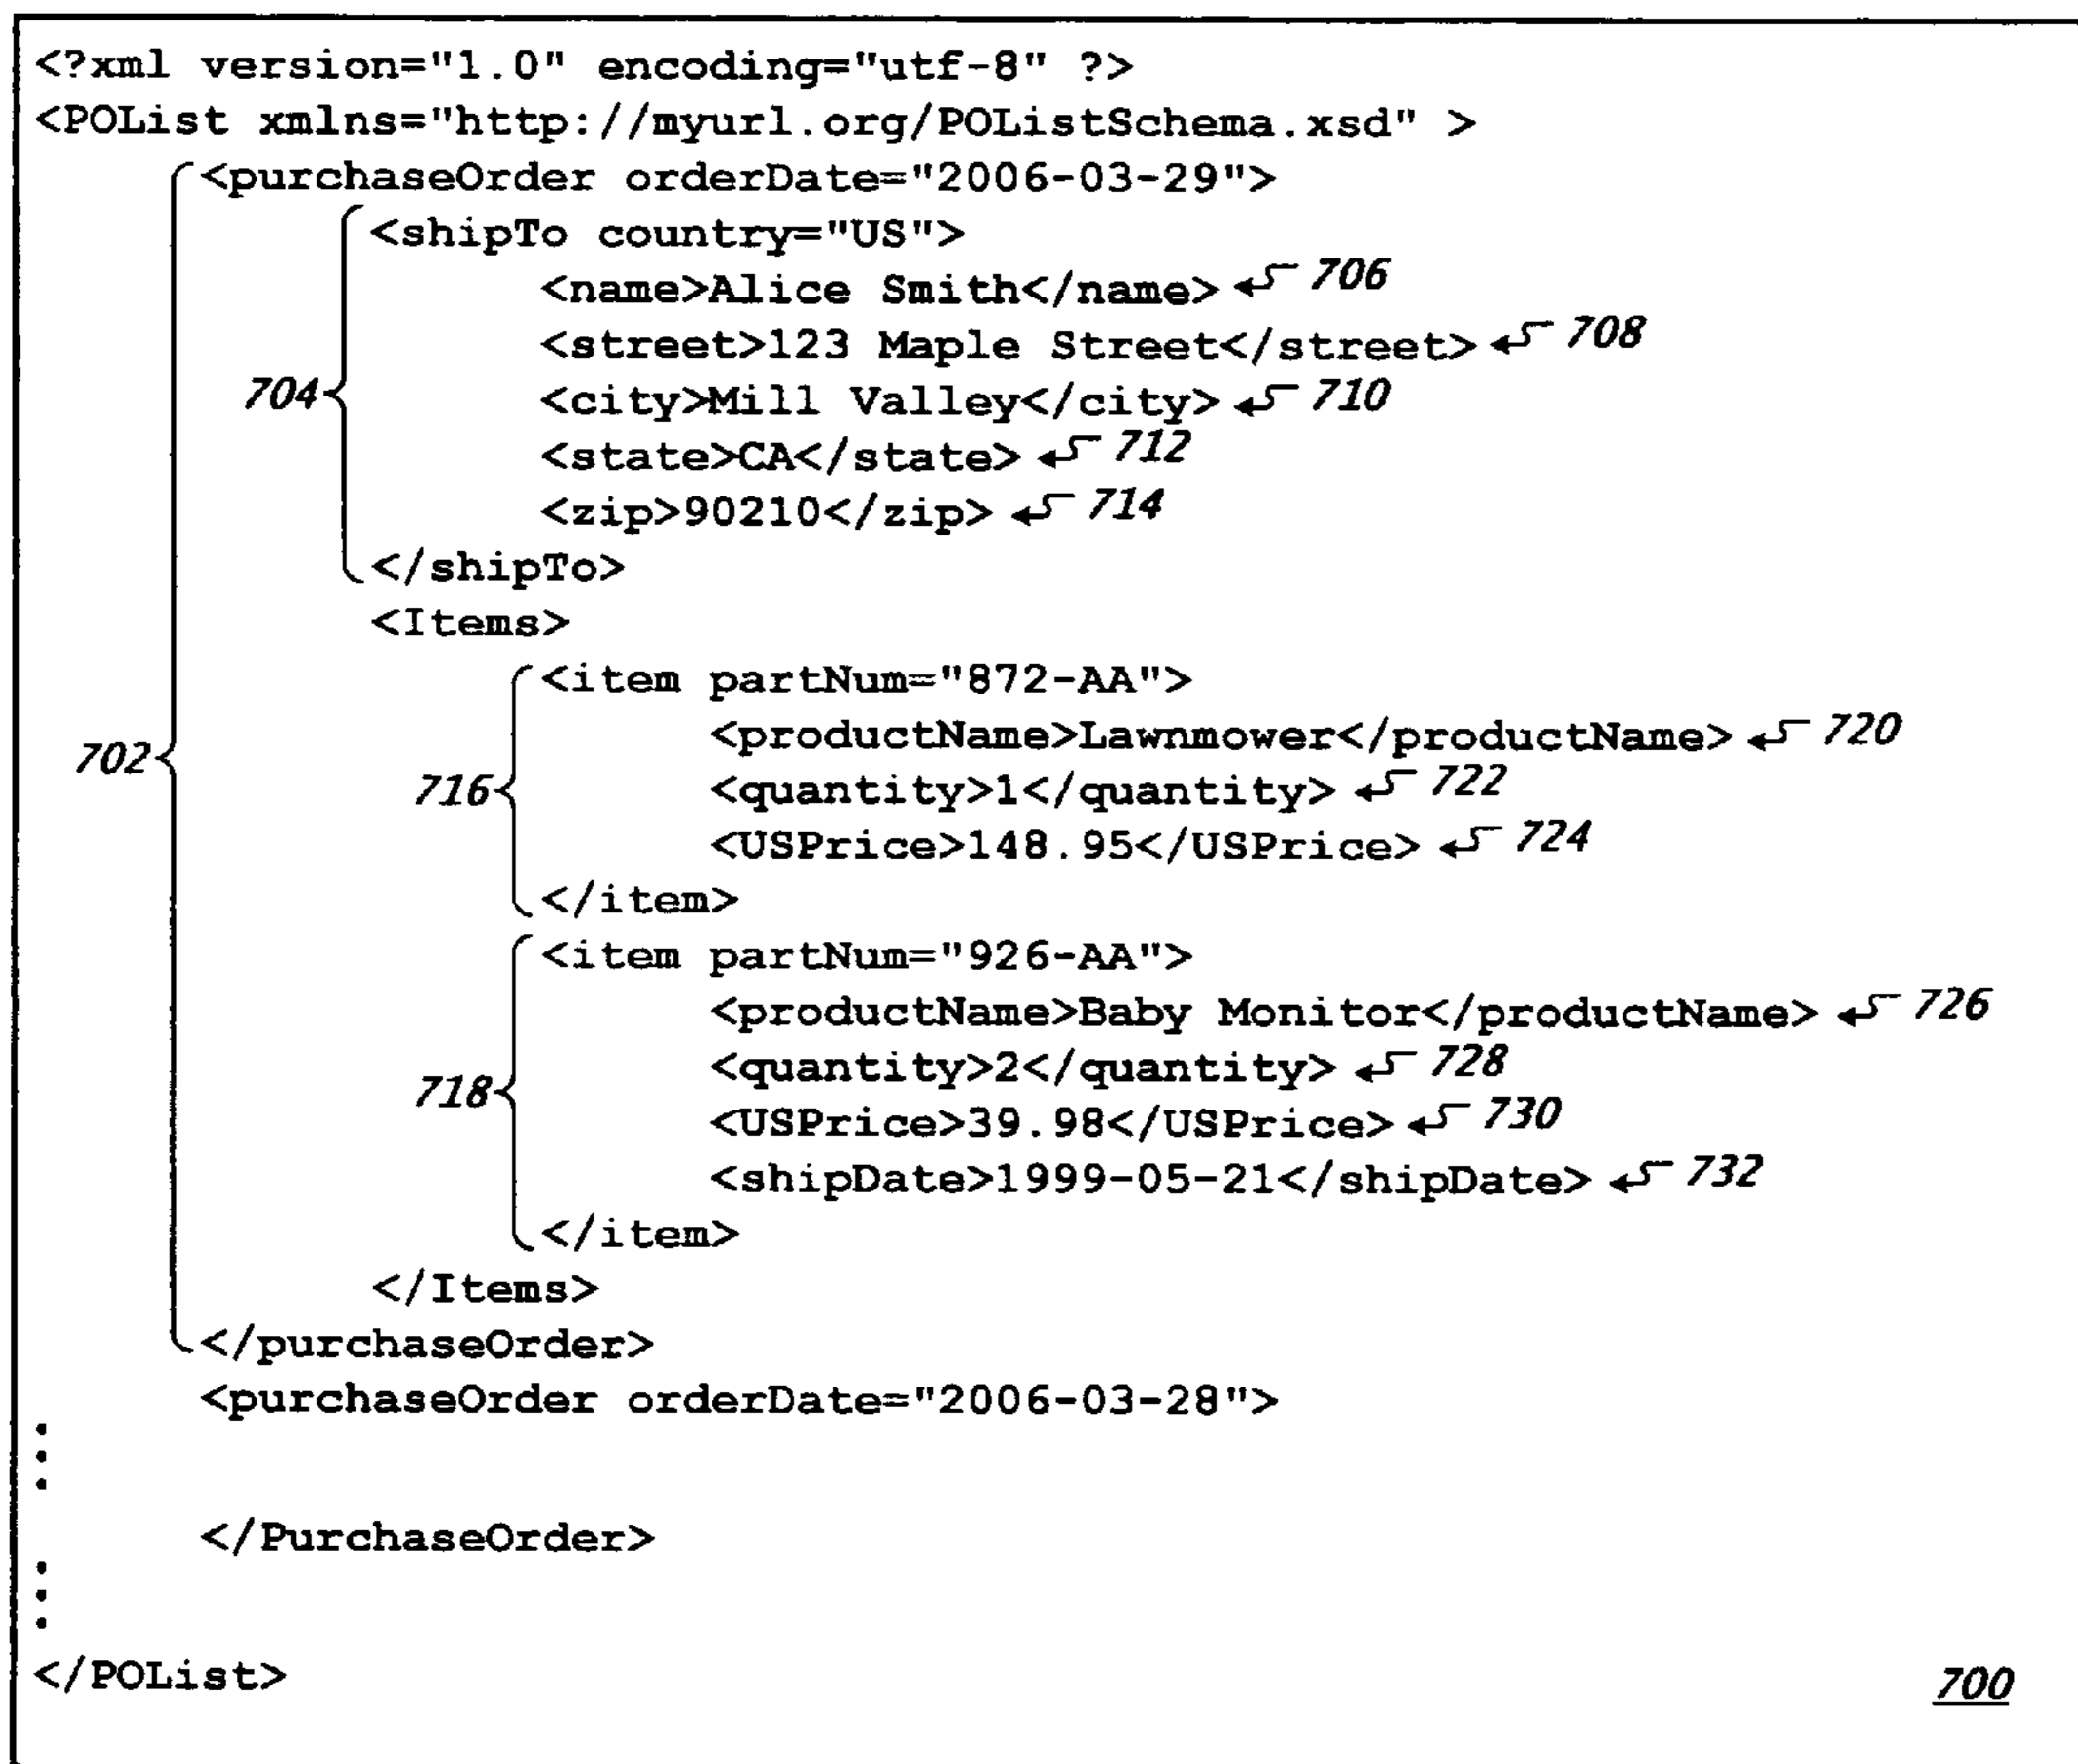 <?xml version="1.0" encoding="utf-8" ?>
<POList xmlns="http://myurl.org/POListSchema.xsd" >
<purchaseOrder orderDate="2006-03-29">
<shipTo country="US">
<name>Alice Smith</name> 706
<street>123 Maple Street</street> 708
704 <city>Mill Valley</city> 710
<state>CA</state> 712
<zip>90210</zip> 714
</shipTo>
<Items>
<item partNum="872-AA">
702 <productName>Lawnmower</productName> 720
716 <quantity>1</quantity> 722
<USPrice>148.95</USPrice> 724
</item>
<item partNum="926-AA">
<productName>Baby Monitor</productName> 726
718 <quantity>2</quantity> 728
<USPrice>39.98</USPrice> 730
<shipDate>1999-05-21</shipDate> 732
</item>
</Items>
</purchaseOrder>
<purchaseOrder orderDate="2006-03-28">
</PurchaseOrder>
</POList> 700